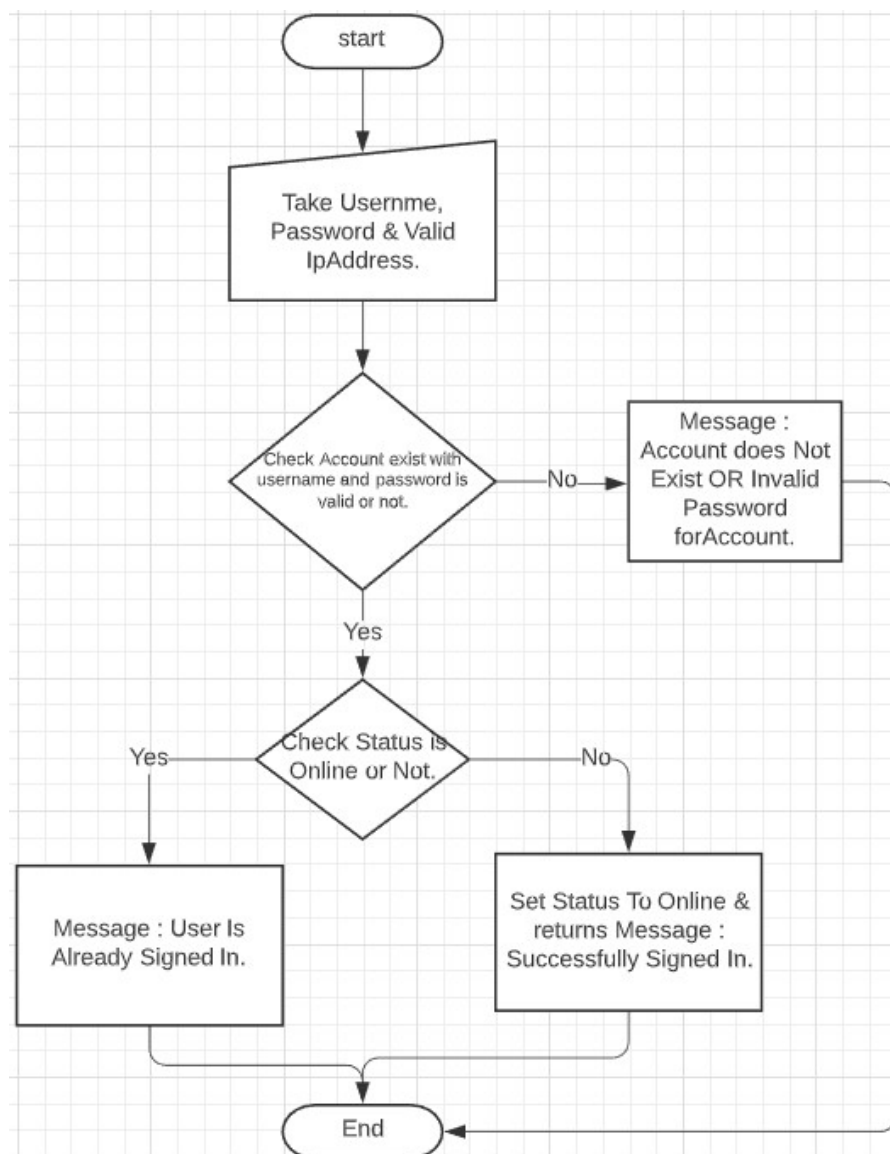 start
Take Usernme,
Password & Valid
IpAddress.
Check Account exist with
username and password is
valid or not.
No
Message :
Account does Not
Exist OR Invalid
Password
forAccount.
Yes
Check Status is
Online or Not.
Yes
No
Message : User Is
Already Signed In.
Set Status To Online &
returns Message :
Successfully Signed In.
End